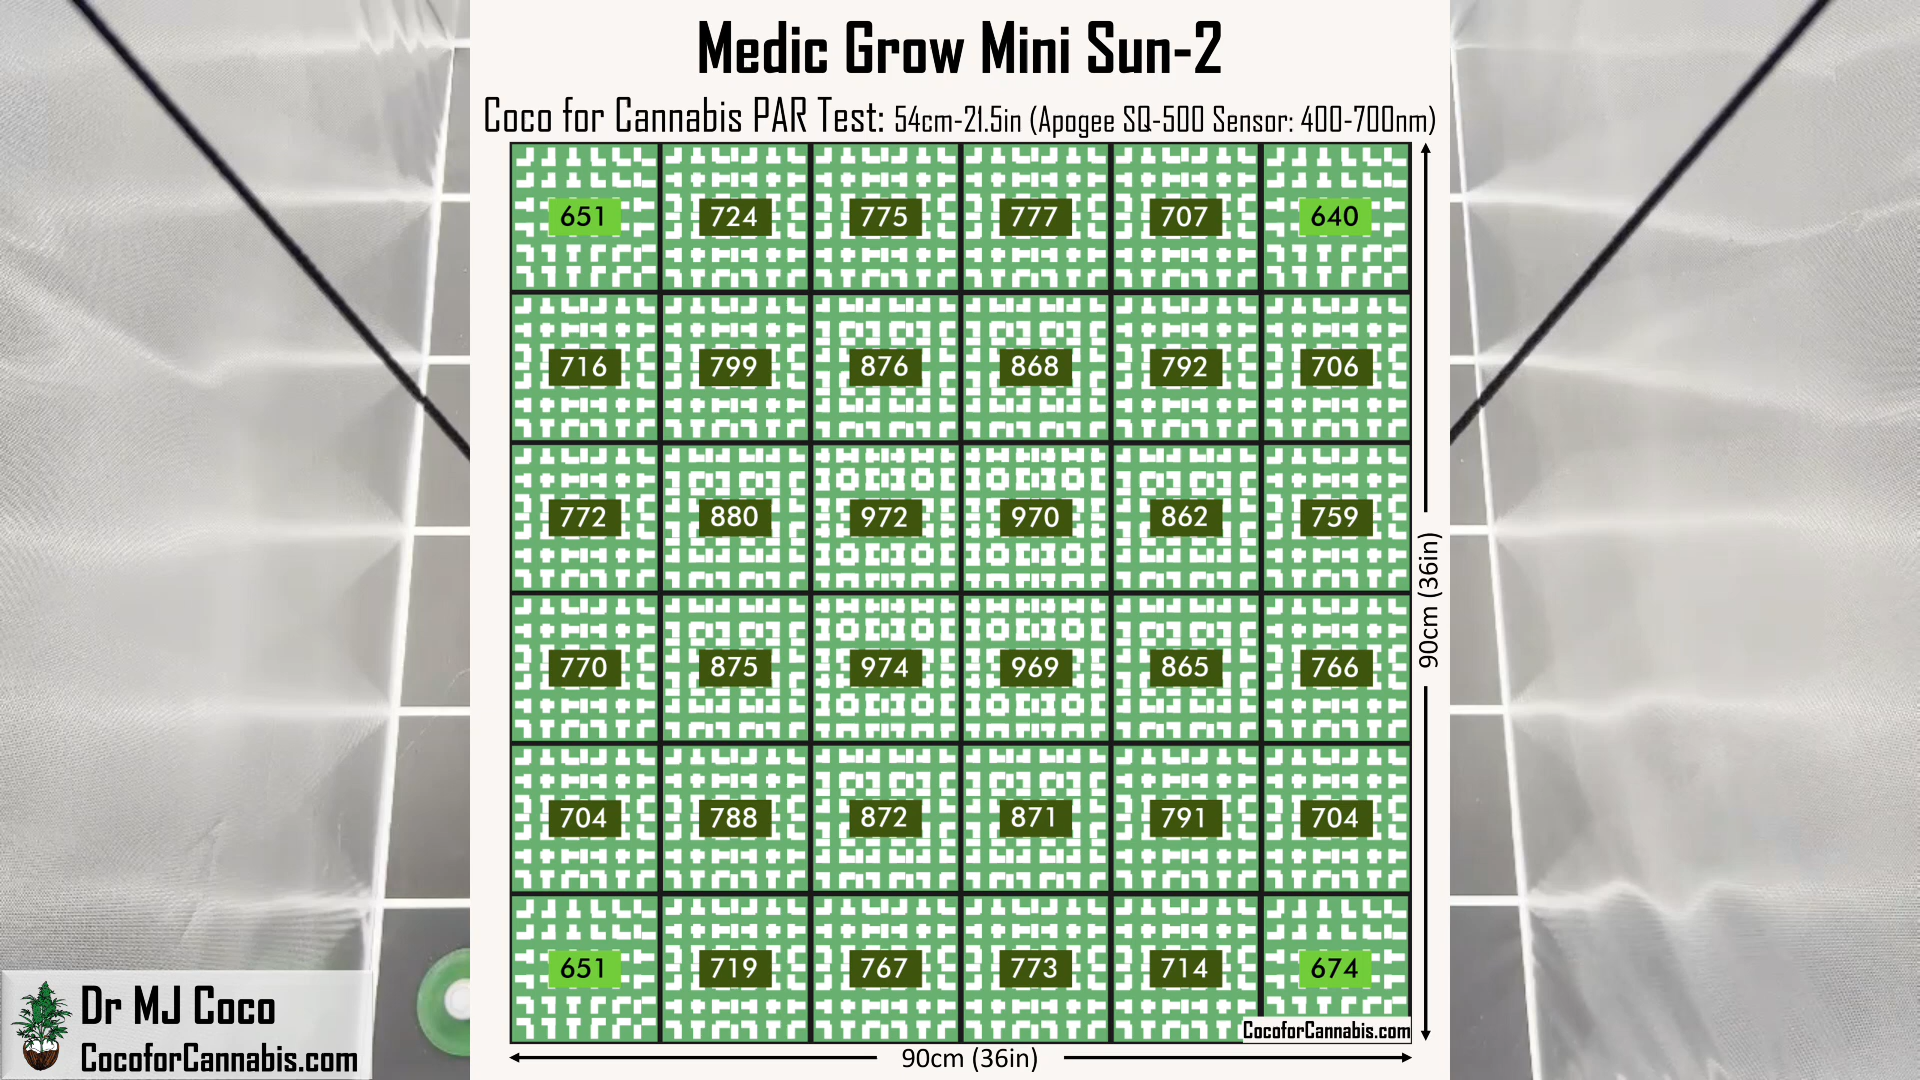 Medic Grow Mini Sun-2
Coco for Cannabis PAR Test: 54cm-21.5in (Apogee SQ-500 Sensor: 400-700nm)
651 724 775 777 707 640
716 799 876 868 792 706
772 880 972 970 862 759
90cm (36in)
770 875 974 969 865 766
704 788 872 871 791 704
651 719 767 773 714 674
CocoforCannabis.com
90cm (36in)
Dr MJ Coco
CocoforCannabis.com